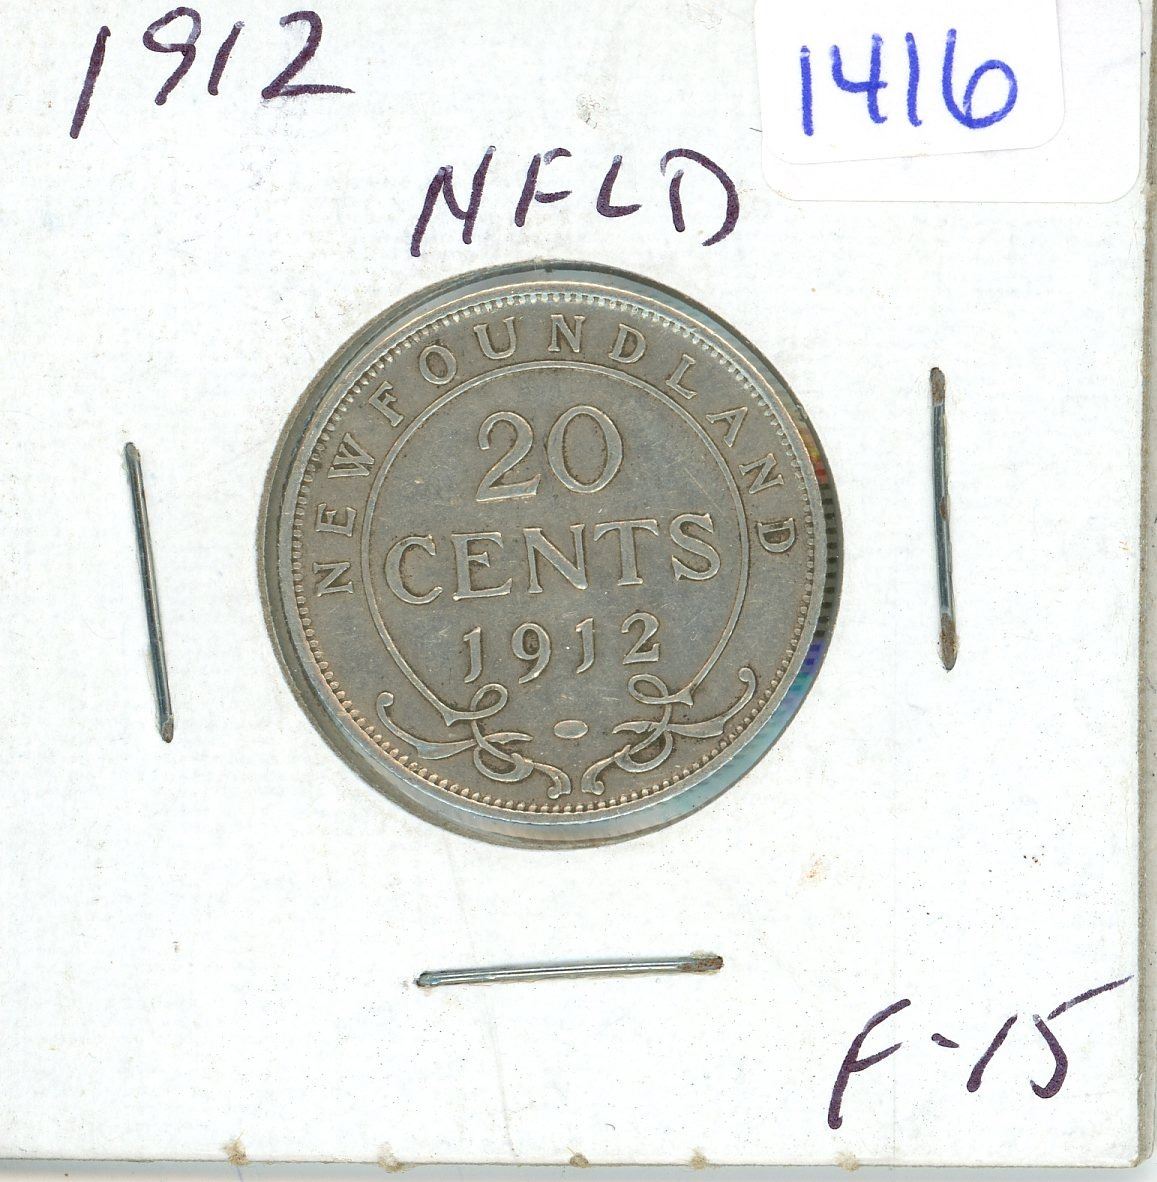 1912
1416
NFLD
NEWFOUNDLAND
20
CENTS
1912
F-15